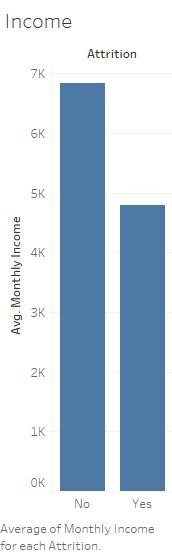 Income
Attrition
7K
6K
5K
4K
3K
2K
1K
0K
Avg. Monthly Income
No
Yes
Average of Monthly Income
for each Attrition.